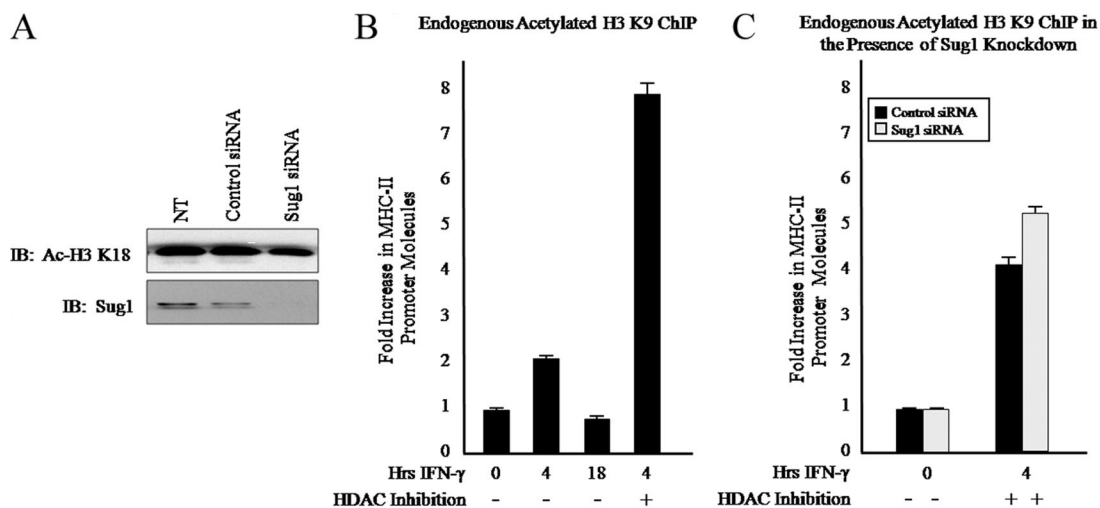 A
NT
Control siRNA
Sug1 siRNA
IB: Ac-H3 K18
IB: Sug1
B
Endogenous Acetylated H3 K9 ChIP
Fold Increase in MHC-II
Promoter Molecules
8
7
6
5
4
2
1
0
Hrs IFN-γ 0 4 18 4
HDAC Inhibition - - - +
C
Endogenous Acetylated H3 K9 ChIP in
the Presence of Sug1 Knockdown
Control siRNA
Sug1 siRNA
Fold Increase in MHC-II
Promoter Molecules
8
7
6
5
4
2
1
0
Hrs IFN-γ 0 4
HDAC Inhibition - - + +